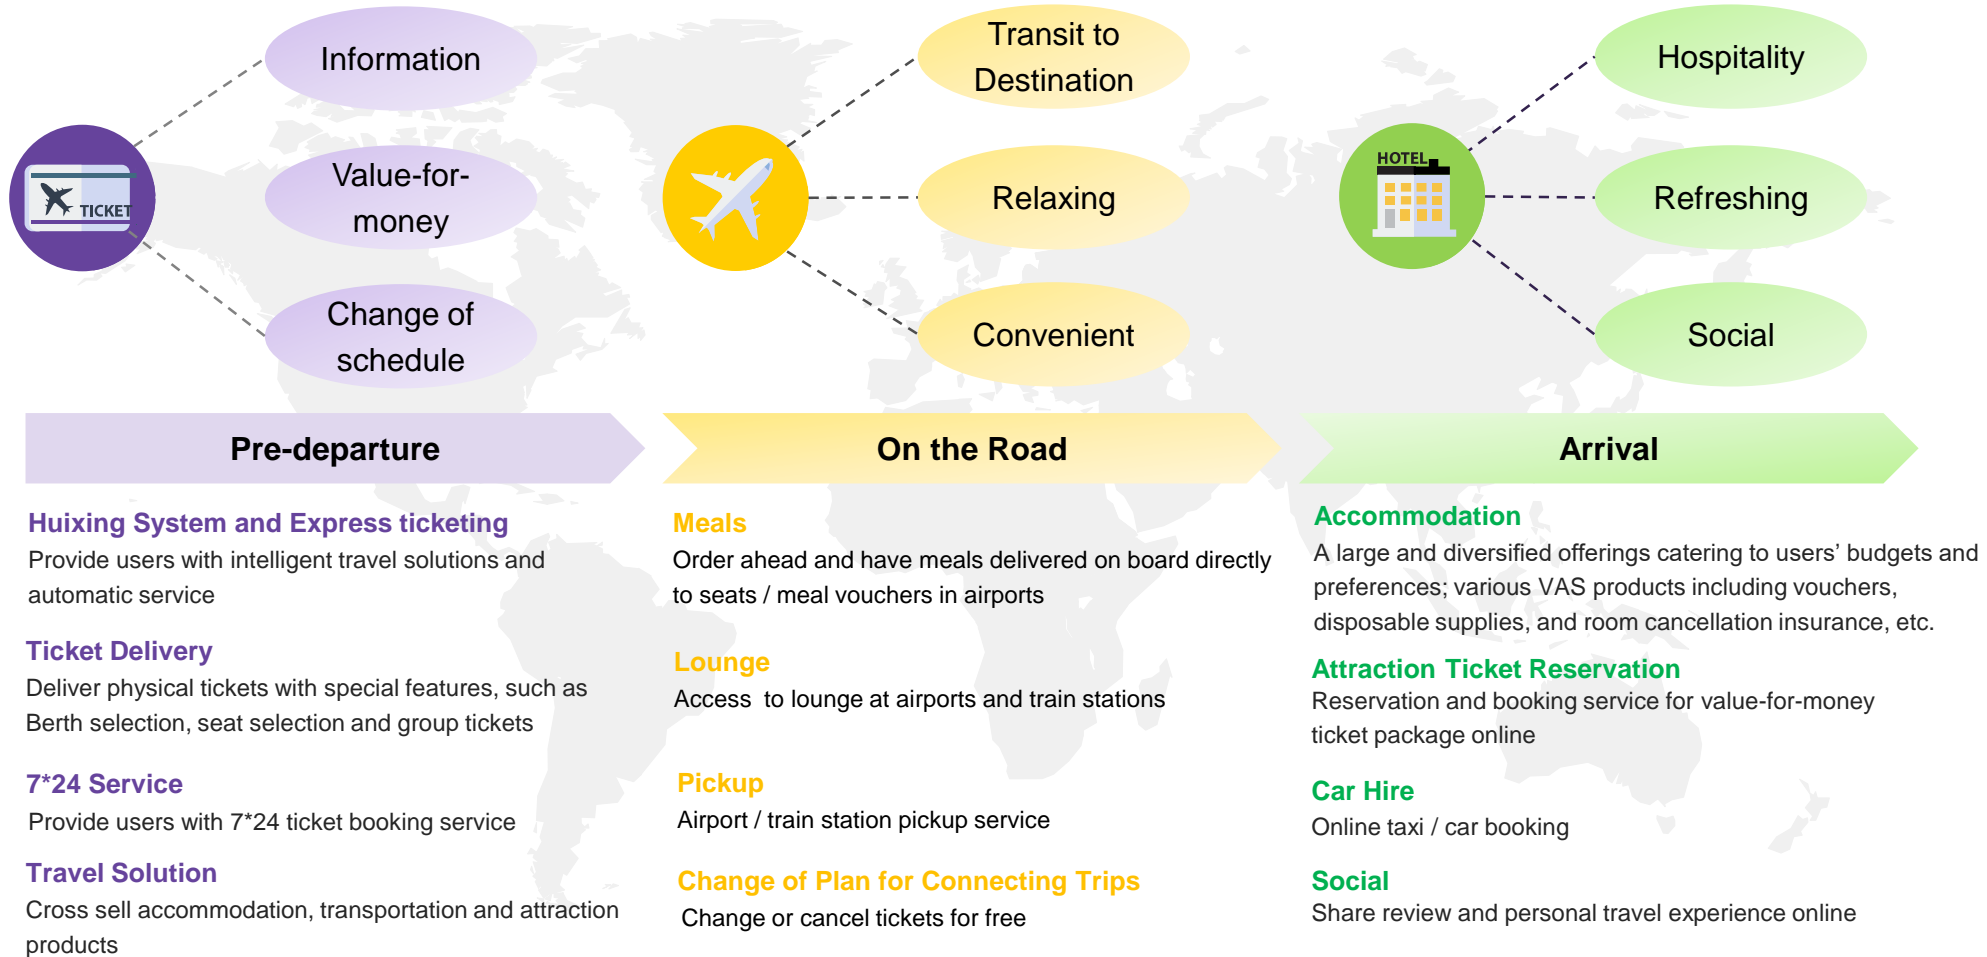 Information
Value-for-
money
Change of
schedule
TICKET
Transit to
Destination
Relaxing
Convenient
HOTEL
Hospitality
Refreshing
Social
Pre-departure
On the Road
Arrival
Huixing System and Express ticketing
Provide users with intelligent travel solutions and
automatic service
Ticket Delivery
Deliver physical tickets with special features, such as
Berth selection, seat selection and group tickets
7*24 Service
Provide users with 7*24 ticket booking service
Travel Solution
Cross sell accommodation, transportation and attraction
products
Meals
Order ahead and have meals delivered on board directly
to seats / meal vouchers in airports
Lounge
Access to lounge at airports and train stations
Pickup
Airport / train station pickup service
Change of Plan for Connecting Trips
Change or cancel tickets for free
Accommodation
A large and diversified offerings catering to users’ budgets and
preferences; various VAS products including vouchers,
disposable supplies, and room cancellation insurance, etc.
Attraction Ticket Reservation
Reservation and booking service for value-for-money
ticket package online
Car Hire
Online taxi / car booking
Social
Share review and personal travel experience online